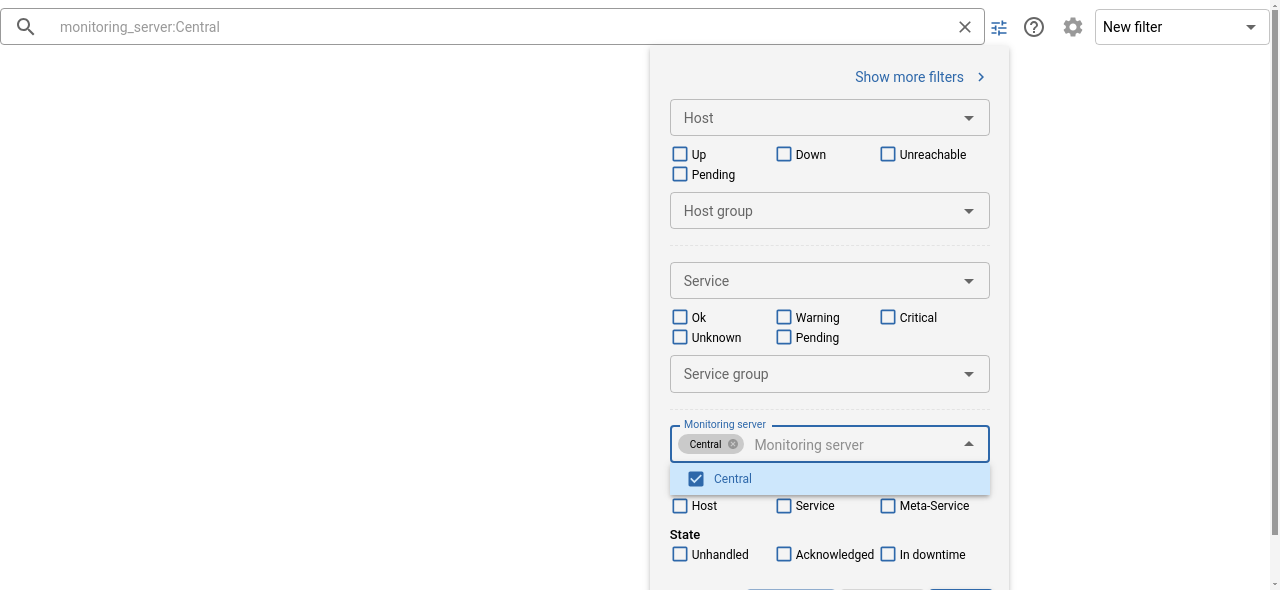 monitoring_server:Central
New filter
Show more filters
Host
Up Down Unreachable
Pending
Host group
Service
Ok Warning Critical
Unknown Pending
Service group
Monitoring server
Central Monitoring server
Central
Host Service Meta-Service
State
Unhandled Acknowledged In downtime